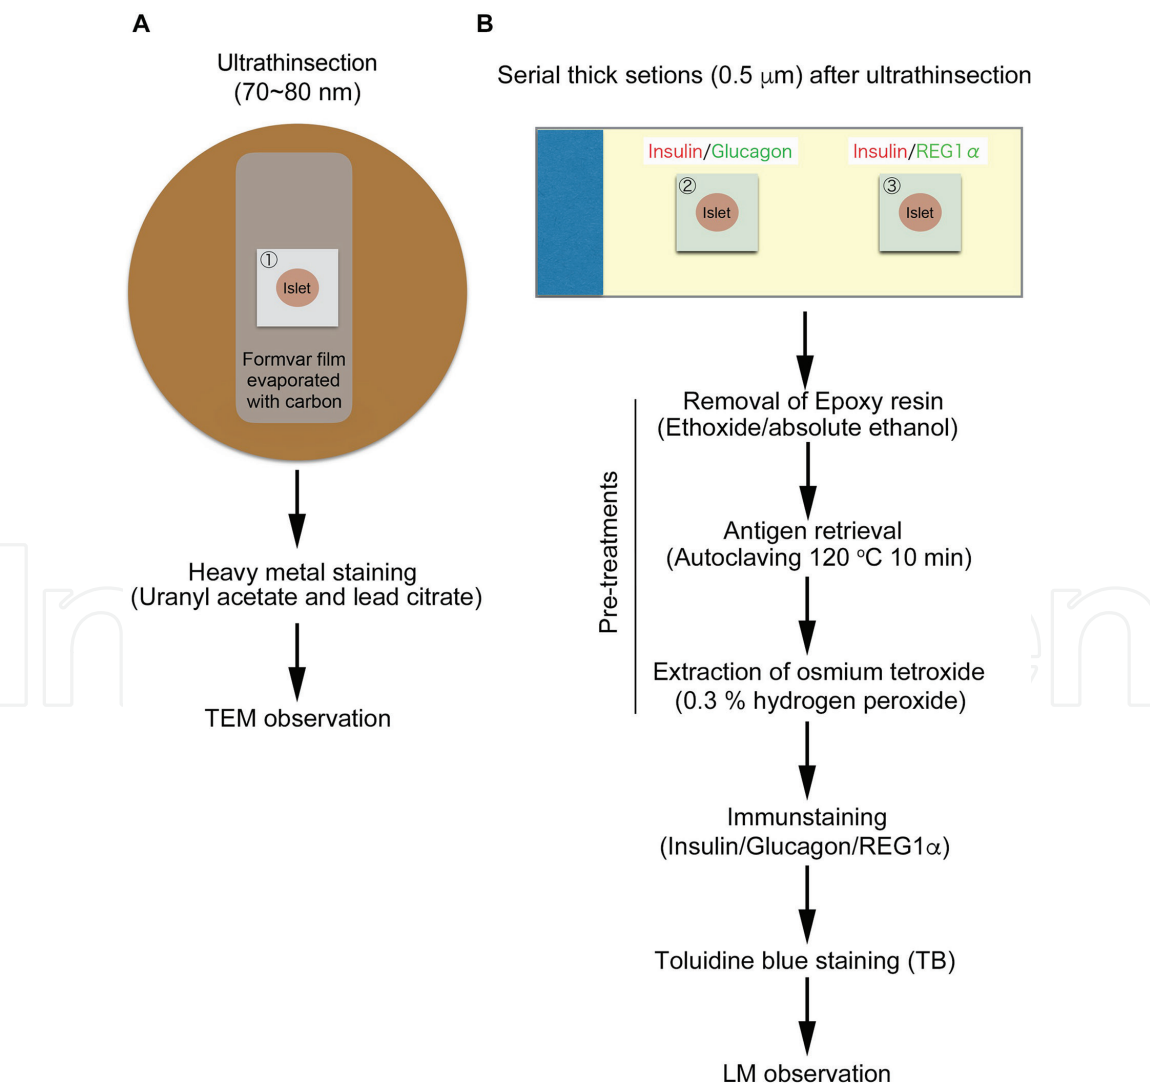 A
Ultrathinsection
(70~80 nm)
①
Islet
Formvar film
evaporated
with carbon
Heavy metal staining
(Uranyl acetate and lead citrate)
TEM observation
B
Serial thick setions (0.5 μm) after ultrathinsection
Insulin/Glucagon
②
Islet
Insulin/REG1α
③
Islet
Pre-treatments
Removal of Epoxy resin
(Ethoxide/absolute ethanol)
Antigen retrieval
(Autoclaving 120 ºC 10 min)
Extraction of osmium tetroxide
(0.3 % hydrogen peroxide)
Immunstaining
(Insulin/Glucagon/REG1α)
Toluidine blue staining (TB)
LM observation